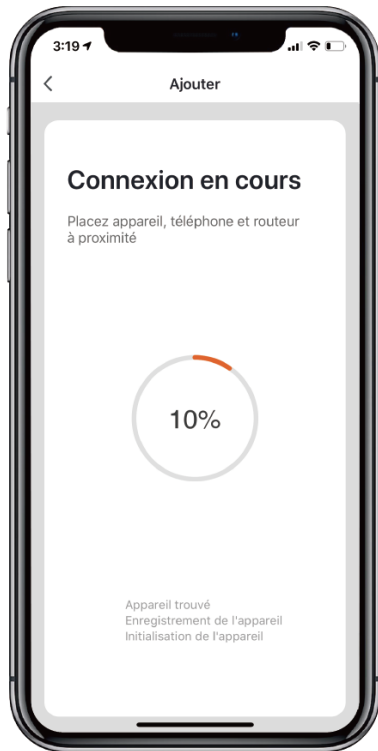 3:19
Ajouter
Connexion en cours
Placez appareil, téléphone et routeur
à proximité
10%
Appareil trouvé
Enregistrement de l'appareil
Initialisation de l'appareil